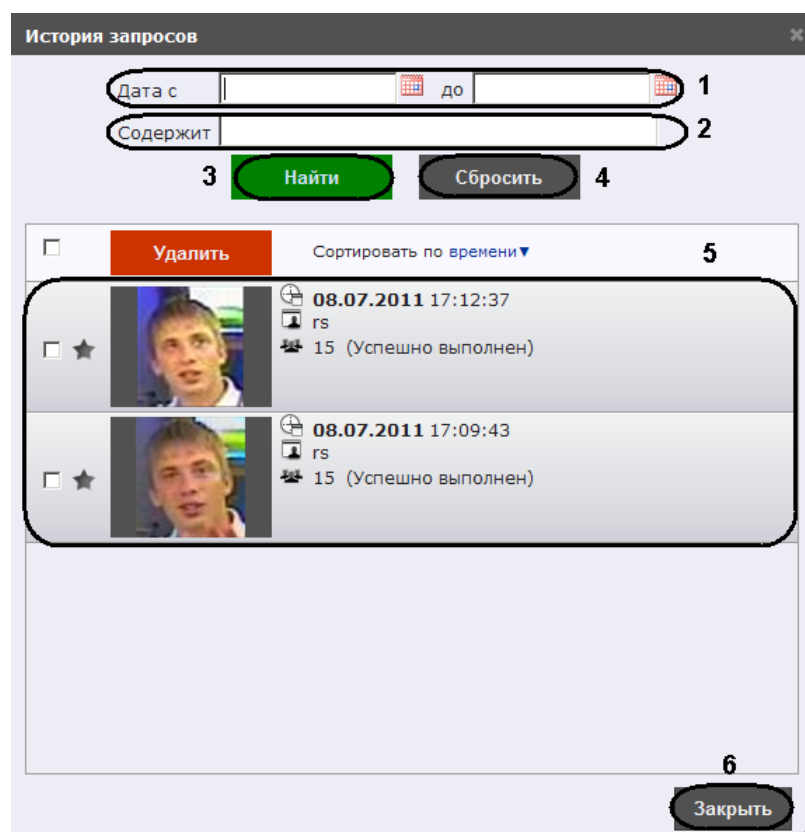 История запросов
Дата с до 1
Содержит 2
3 Найти Сбросить 4
Удалить Сортировать по времени▼ 5
08.07.2011 17:12:37
rs
15 (Успешно выполнен)
08.07.2011 17:09:43
rs
15 (Успешно выполнен)
6
Закрыть